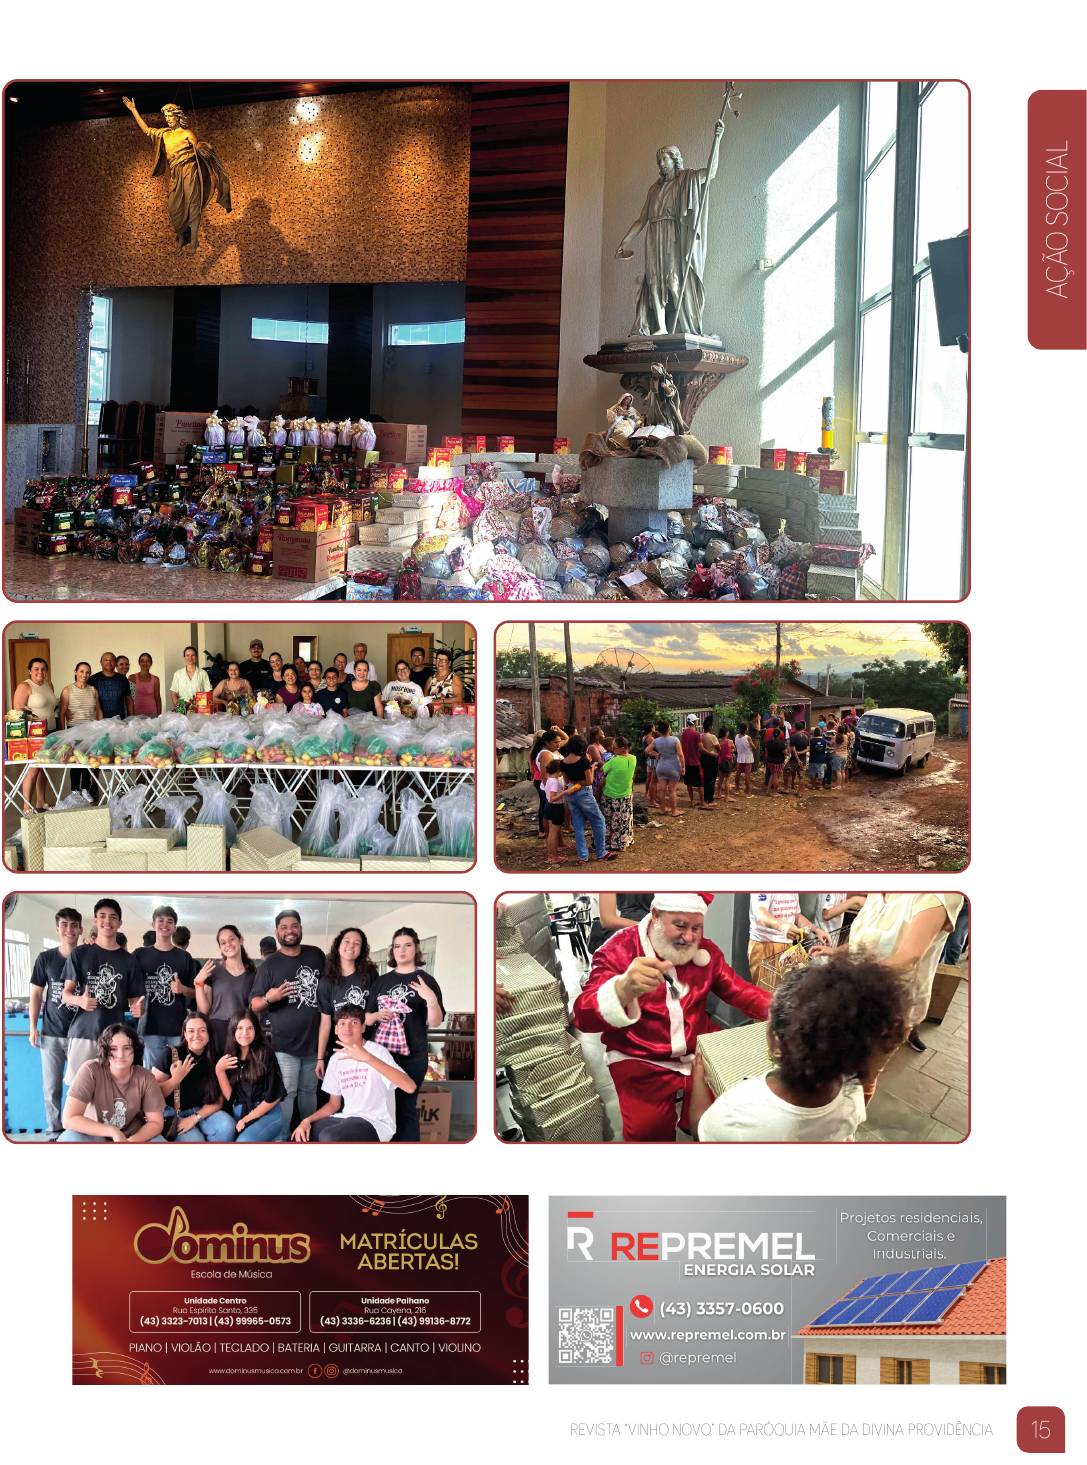 AÇÃO SOCIAL
Dominus
Escola de Música
MATRÍCULAS
ABERTAS!
Unidade Centro
Rua Espírito Santo, 335
(43) 3323-7013 | (43) 99965-0573
Unidade Palhano
Rua Cayena, 216
(43) 3336-6236 | (43) 99136-8772
PIANO | VIOLÃO | TECLADO | BATERIA | GUITARRA | CANTO | VIOLINO
www.dominusmusica.com.br
@dominusmusica
Projetos residenciais,
Comerciais e
Industriais.
R REPREMEL
ENERGIA SOLAR
(43) 3357-0600
www.repremel.com.br
@repremel
REVISTA "VINHO NOVO" DA PARÓQUIA MÃE DA DIVINA PROVIDÊNCIA
15